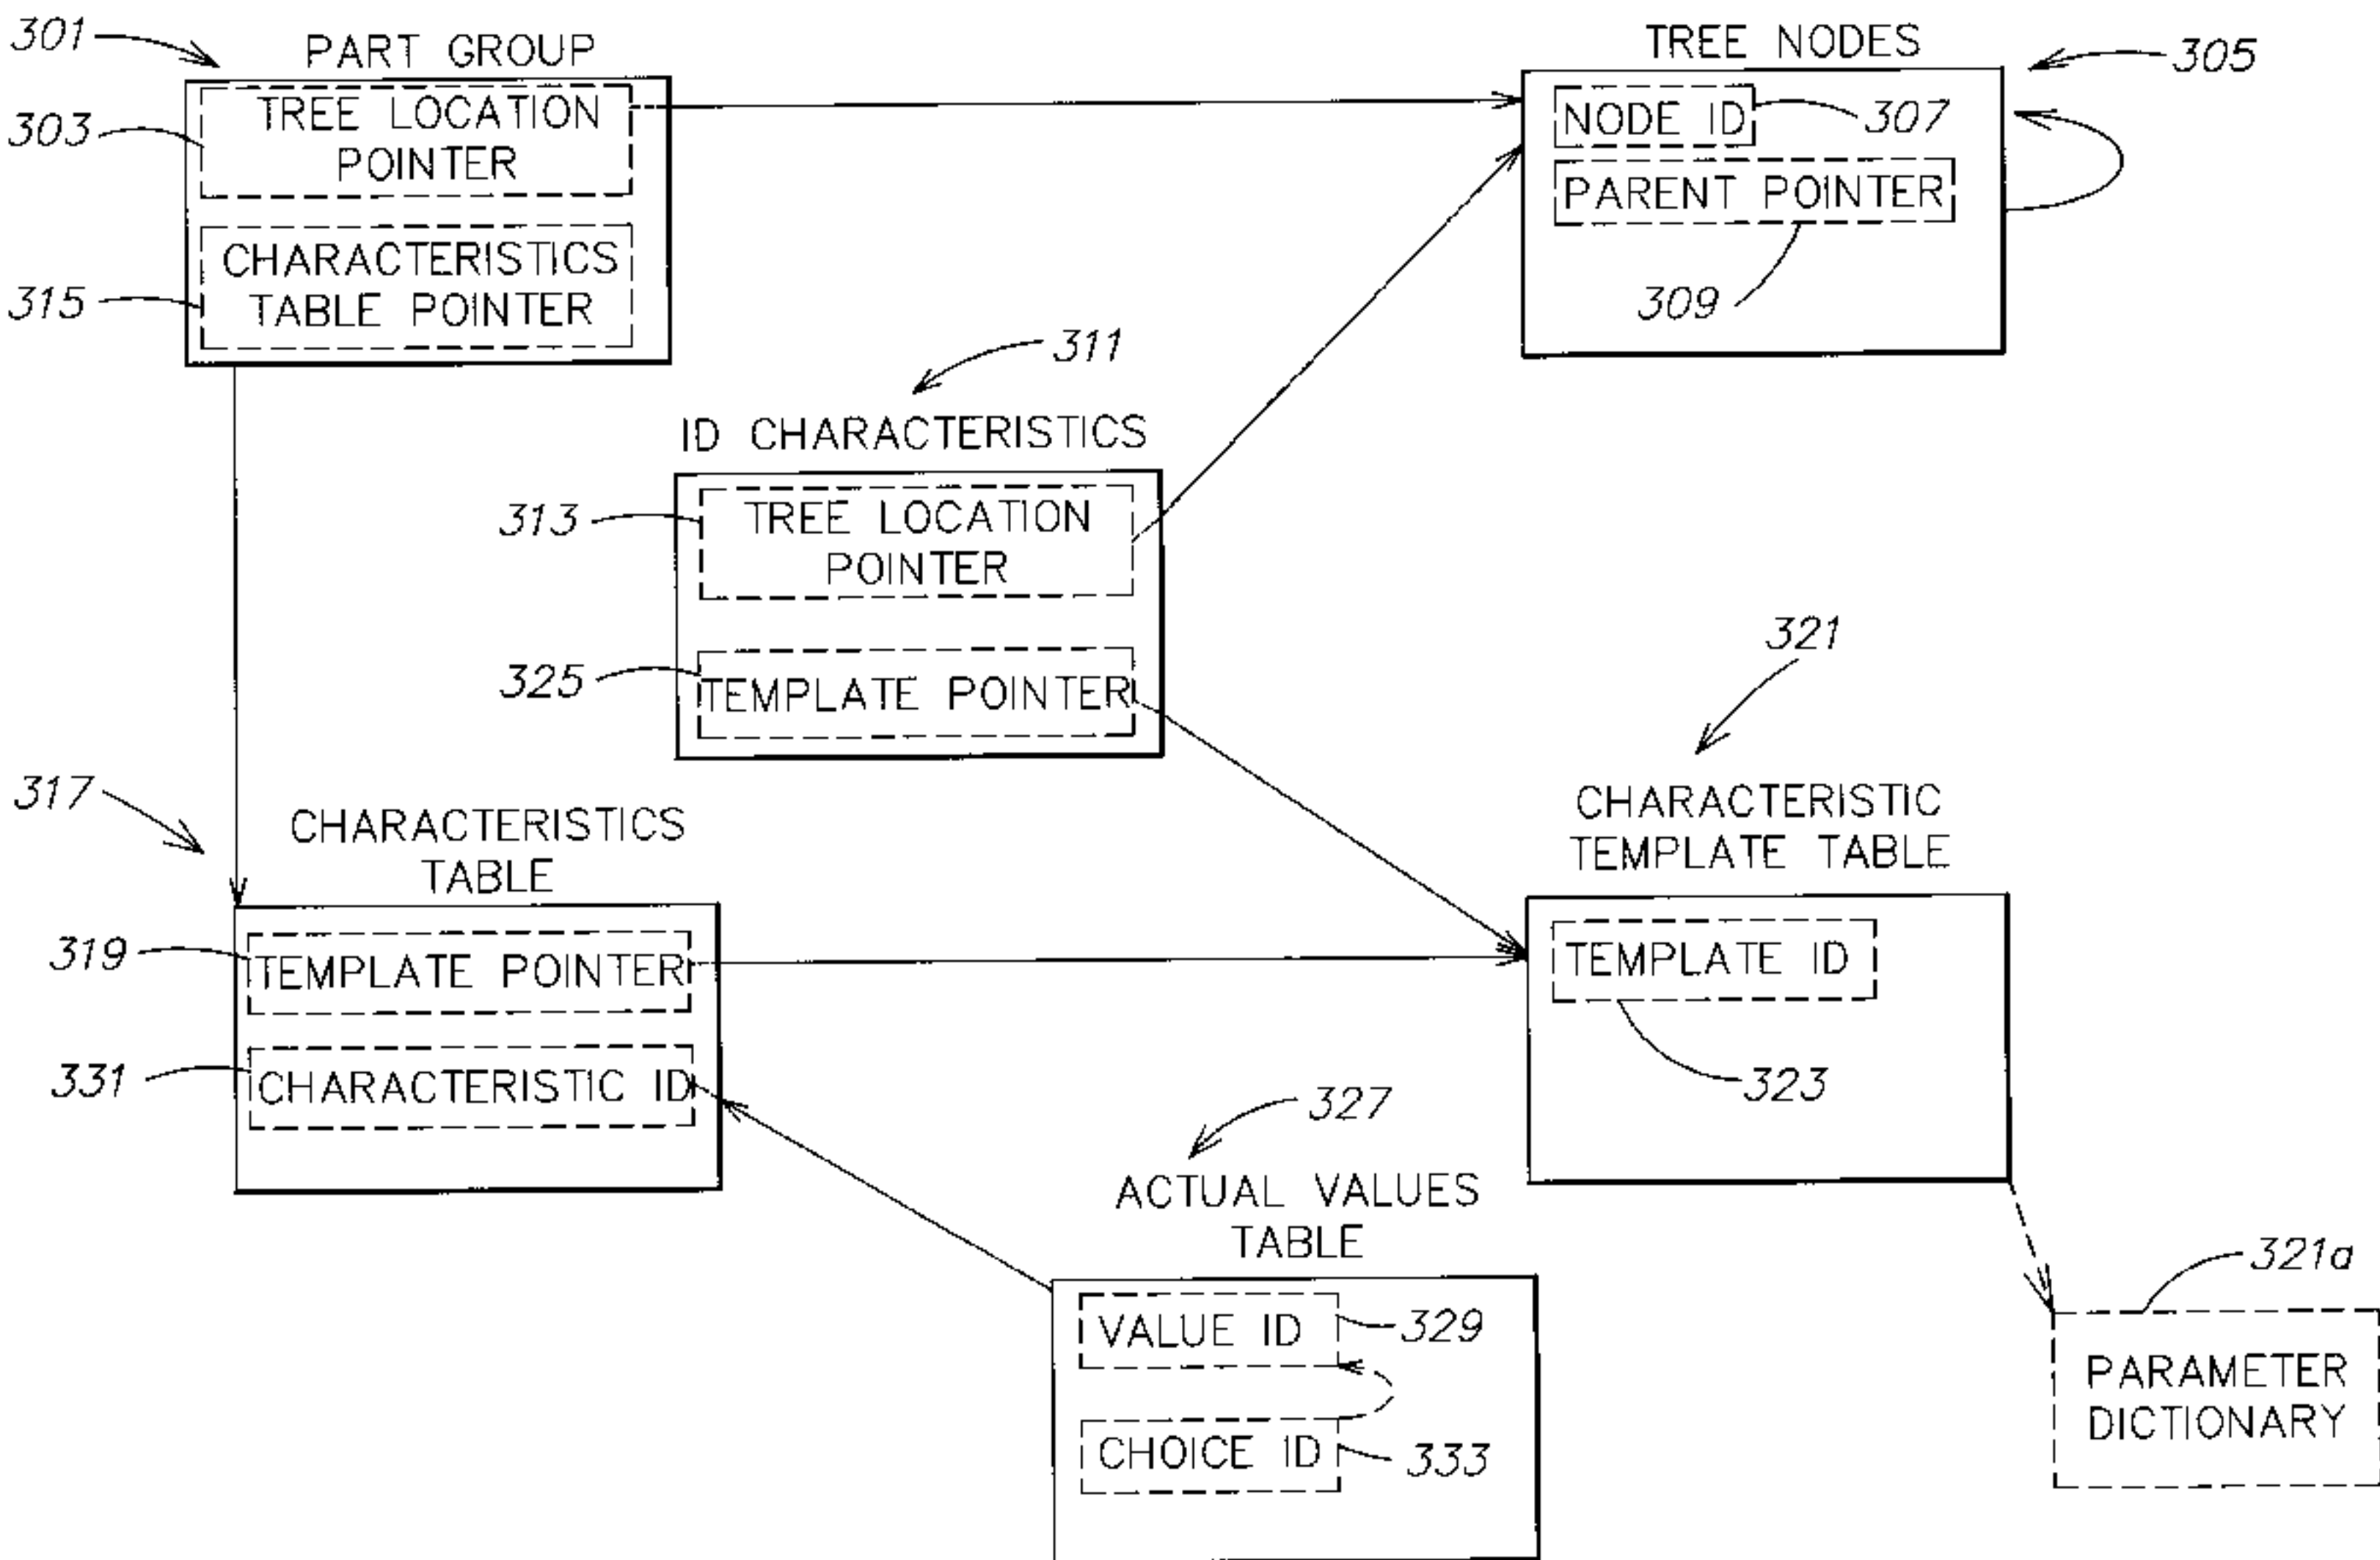 301
PART GROUP
TREE LOCATION
POINTER
303
CHARACTERISTICS
TABLE POINTER
315
TREE NODES
305
NODE ID
307
PARENT POINTER
309
311
ID CHARACTERISTICS
313
TREE LOCATION
POINTER
325
TEMPLATE POINTER
321
CHARACTERISTIC
TEMPLATE TABLE
TEMPLATE ID
323
317
CHARACTERISTICS
TABLE
319
TEMPLATE POINTER
331
CHARACTERISTIC ID
327
ACTUAL VALUES
TABLE
VALUE ID
329
CHOICE ID
333
321a
PARAMETER
DICTIONARY